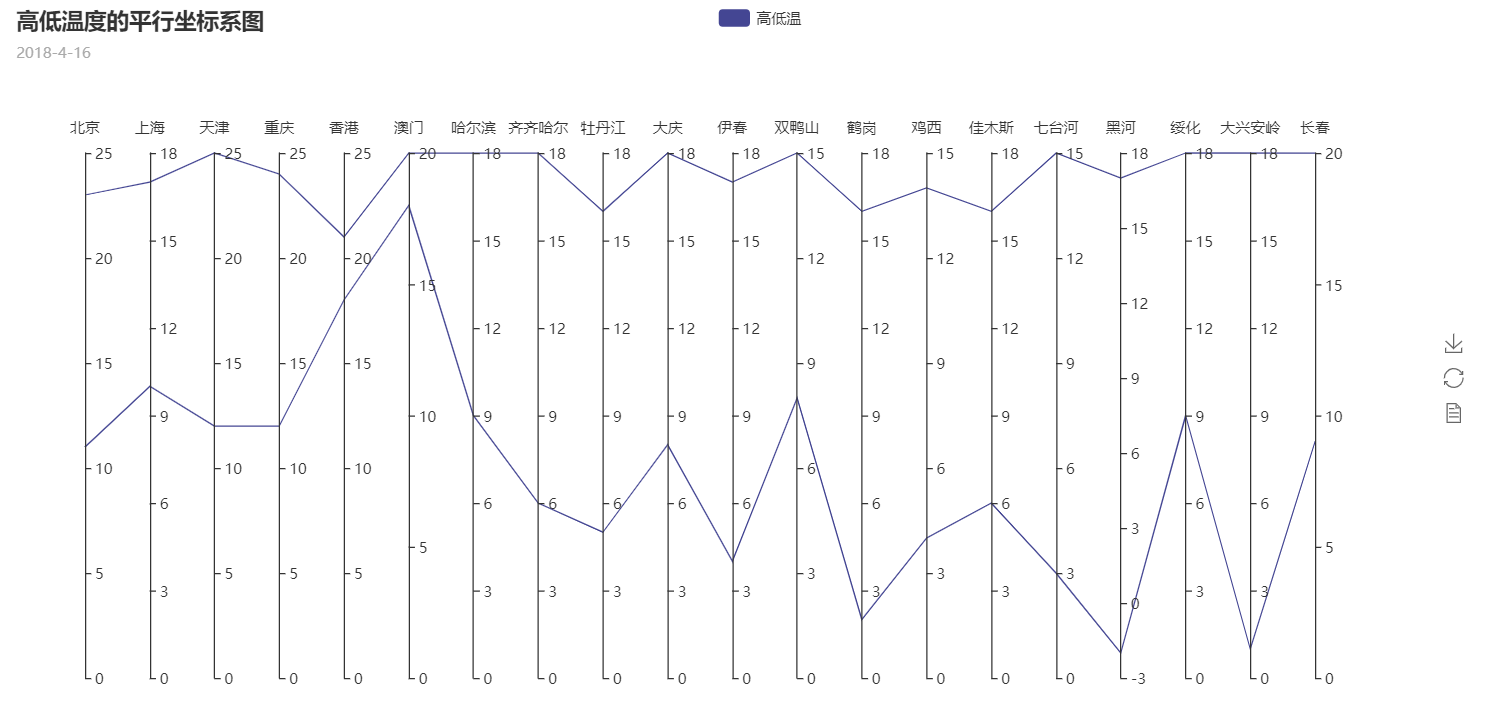 高低温度的平行坐标系图
高低温
2018-4-16
北京 上海 天津 重庆 香港 澳门 哈尔滨 齐齐哈尔 牡丹江 大庆 伊春 双鸭山 鹤岗 鸡西 佳木斯 七台河 黑河 绥化 大兴安岭 长春
25 18 25 25 25 20 18 18 18 18 18 15 18 15 18 15 18 18 18 20
15
15 15 15 15 15 15 15 15 15
20 20 20 20 12 12 12
15 15
12
12 12 12 12 12 12 12 12 12
15 15 15 15 9 9 9
9
9 10 9 9 9 9 9 9 9 9 9 10
6
10 10 10 10 6 6 6
6 6 6 6 6 6 6 6 6 6
3
5 5
5 5 5 5 3 3 3
3 3 3 3 3 3 3 3 3 3
0
0 0 0 0 0 0 0 0 0 0 0 0 0 0 0 0 -3 0 0 0